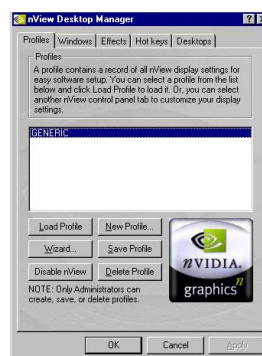 nView Desktop Manager
Profiles Windows Effects Hot keys Desktops
Profiles
A profile contains a record of all nView display settings for
easy software setup. You can select a profile from the list
below and click Load Profile to load it. Or, you can select
another nView control panel tab to customize your display
settings.
GENERIC
Load Profile New Profile...
Wizard... Save Profile
Disable nView Delete Profile
NOTE: Only Administrators can
create, save, or delete profiles.
nVIDIA.
graphics
OK Cancel Apply